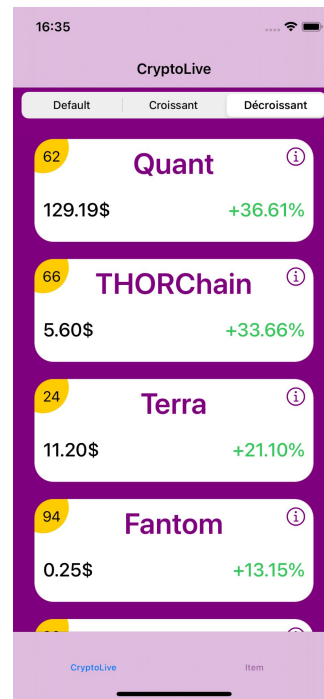 16:35
CryptoLive
Default Croissant Décroissant
62
Quant
129.19$ +36.61%
66
THORChain
5.60$ +33.66%
24
Terra
11.20$ +21.10%
94
Fantom
0.25$ +13.15%
CryptoLive Item